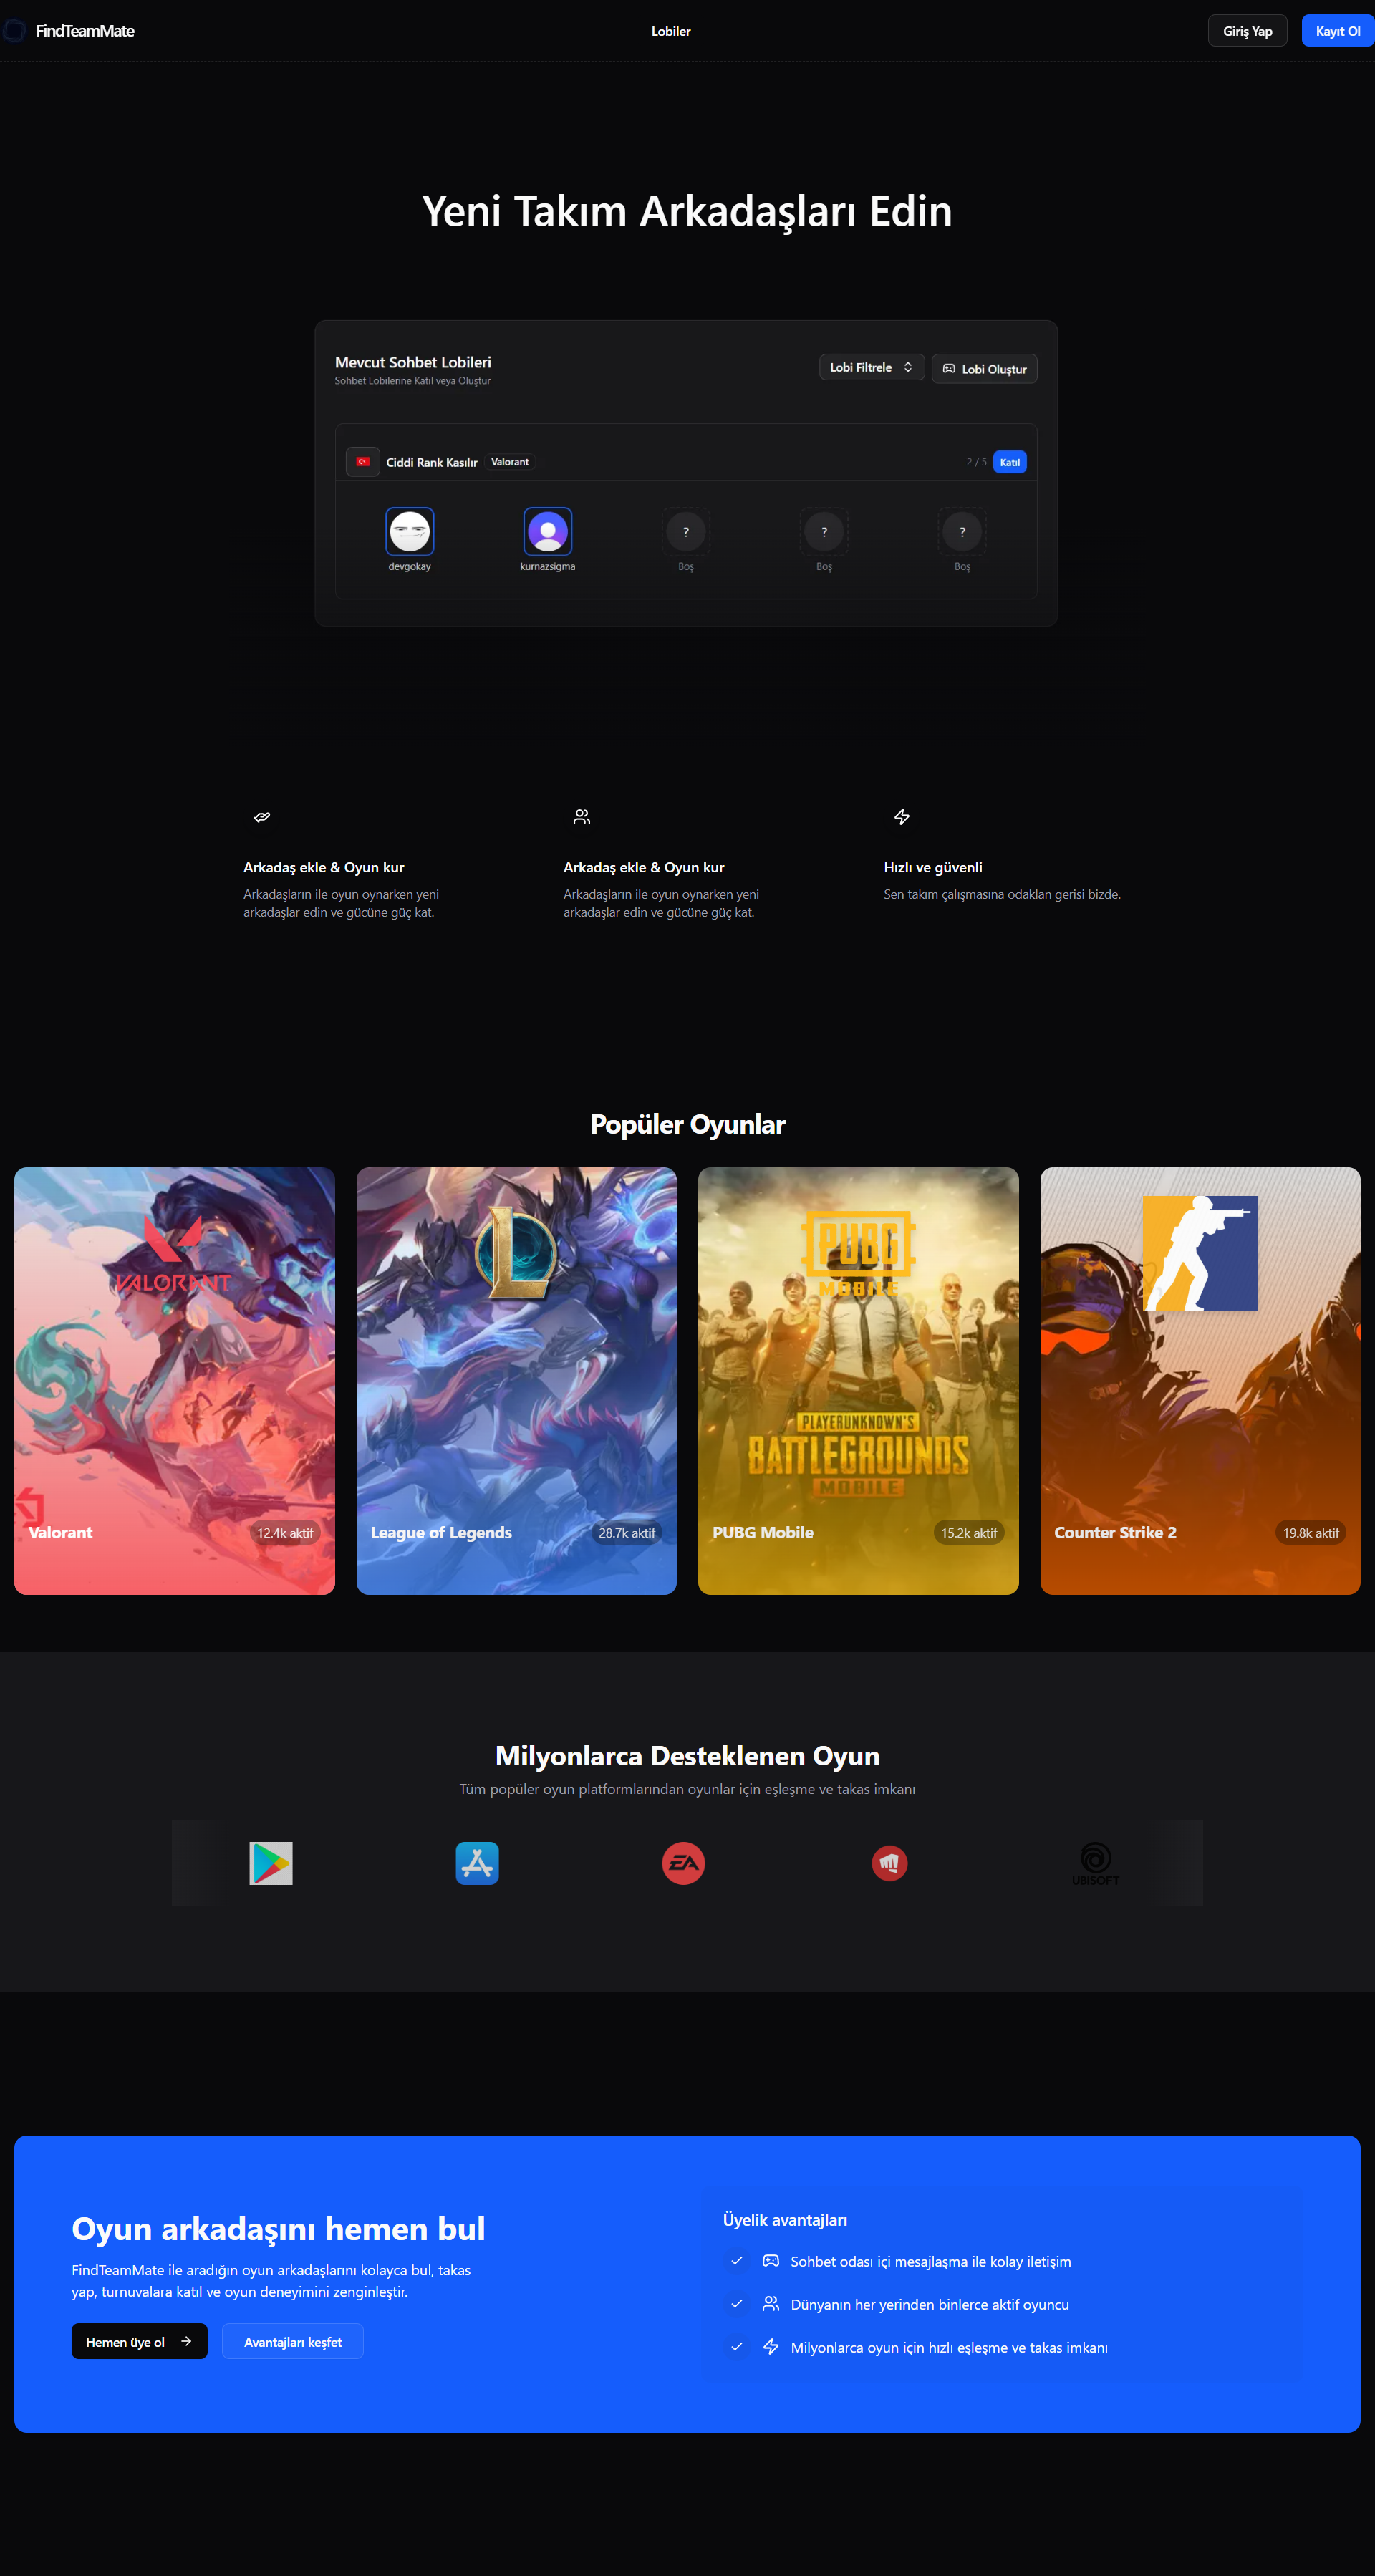 FindTeamMate
Lobiler
Giriş Yap
Kayıt Ol
Yeni Takım Arkadaşları Edin
Mevcut Sohbet Lobileri
Sohbet Lobilerine Katıl veya Oluştur
Lobi Filtrele
Lobi Oluştur
Ciddi Rank Kasılır
Valorant
2 / 5
Katıl
?
?
?
devgokay
kurnazsigma
Boş
Boş
Boş
Arkadaş ekle & Oyun kur
Arkadaşların ile oyun oynarken yeni
arkadaşlar edin ve gücüne güç kat.
Arkadaş ekle & Oyun kur
Arkadaşların ile oyun oynarken yeni
arkadaşlar edin ve gücüne güç kat.
Hızlı ve güvenli
Sen takım çalışmasına odaklan gerisi bizde.
Popüler Oyunlar
VALORANT
Valorant
12.4k aktif
L
League of Legends
28.7k aktif
PUBG
MOBILE
PLAYERUNKNOWN'S
BATTLEGROUNDS
MOBILE
PUBG Mobile
15.2k aktif
Counter Strike 2
19.8k aktif
Milyonlarca Desteklenen Oyun
Tüm popüler oyun platformlarından oyunlar için eşleşme ve takas imkanı
EA
UBISOFT
Oyun arkadaşını hemen bul
FindTeamMate ile aradığın oyun arkadaşlarını kolayca bul, takas
yap, turnuvalara katıl ve oyun deneyimini zenginleştir.
Hemen üye ol
Avantajları keşfet
Üyelik avantajları
Sohbet odası içi mesajlaşma ile kolay iletişim
Dünyanın her yerinden binlerce aktif oyuncu
Milyonlarca oyun için hızlı eşleşme ve takas imkanı